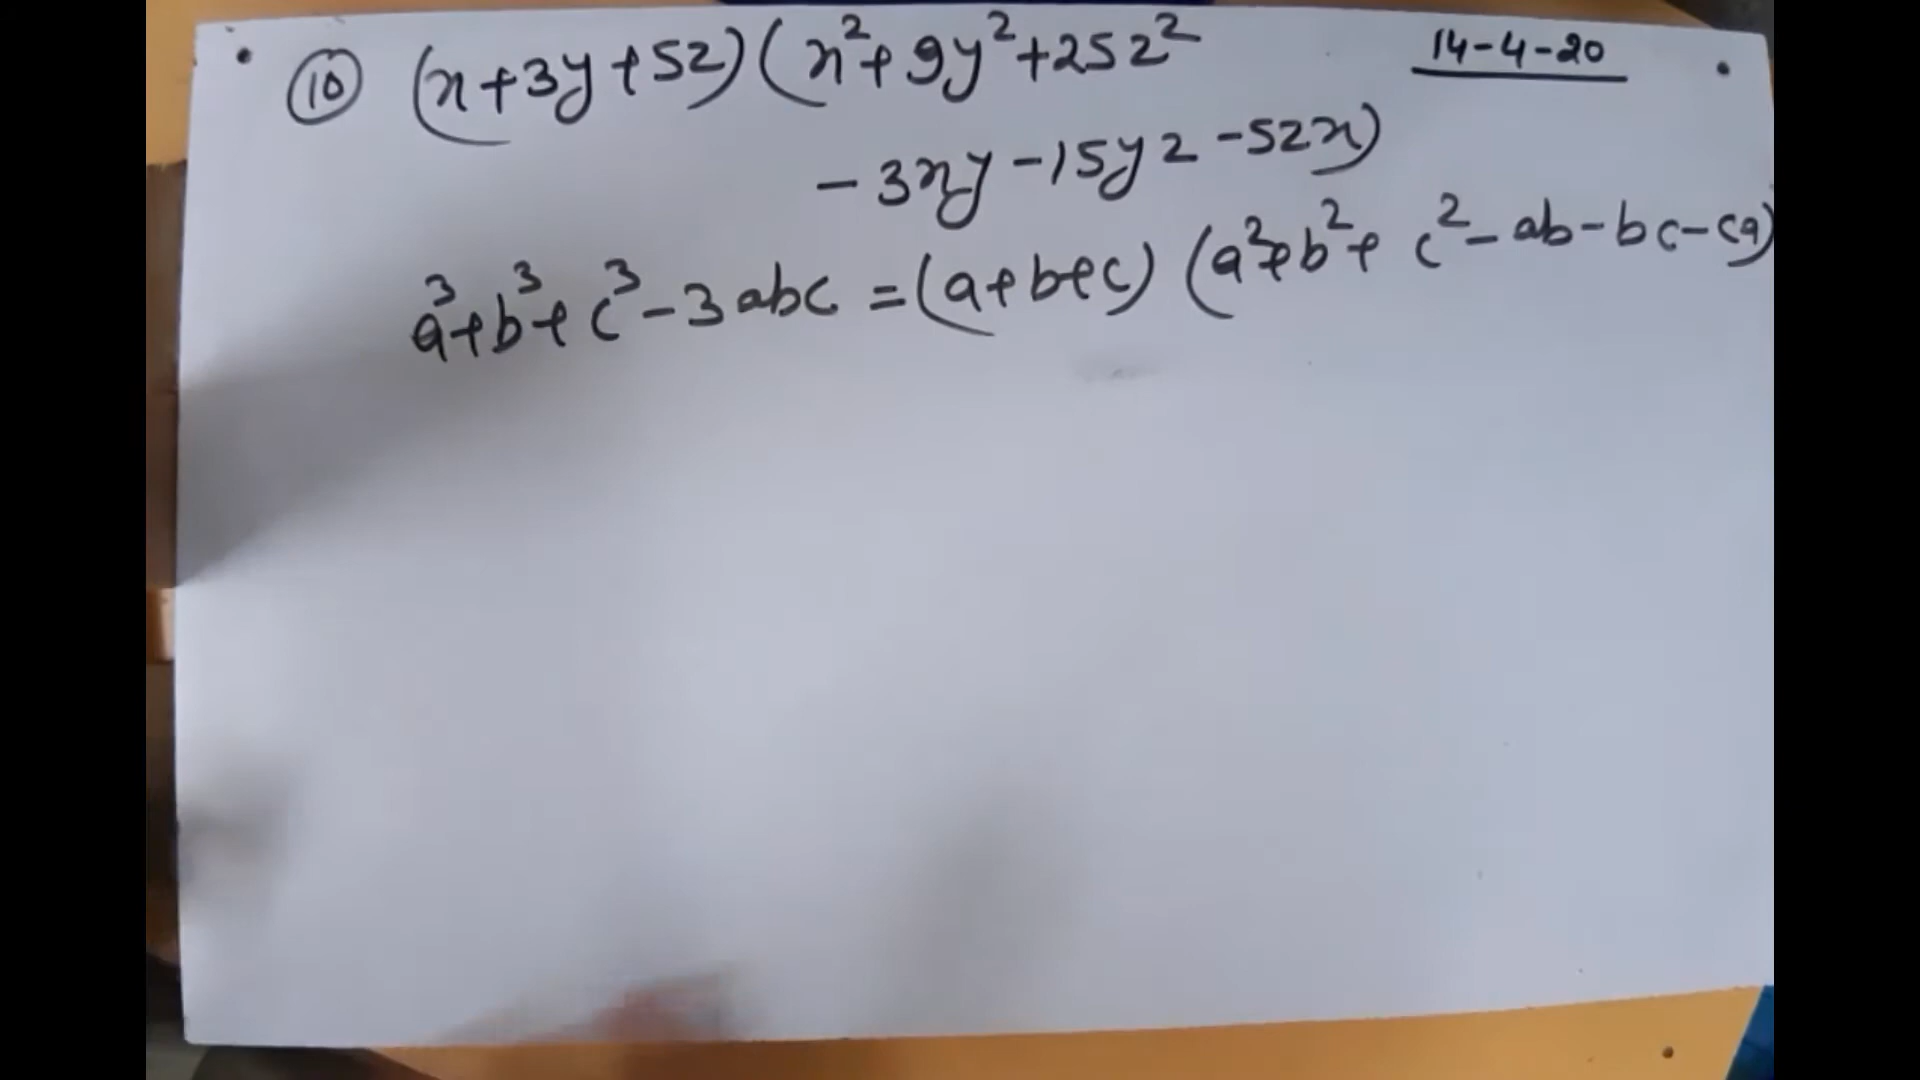 14-4-20
⑩ (x+3y+5z)(x²+9y²+25z²
-3xy-15yz-5zx)
a³+b³+c³-3abc=(a+b+c)(a²+b²+c²-ab-bc-ca)